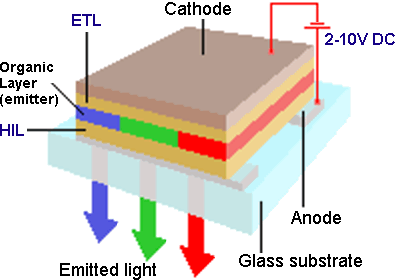 Cathode
ETL
2-10V DC
Organic
Layer
(emitter)
HIL
Anode
Glass substrate
Emitted light